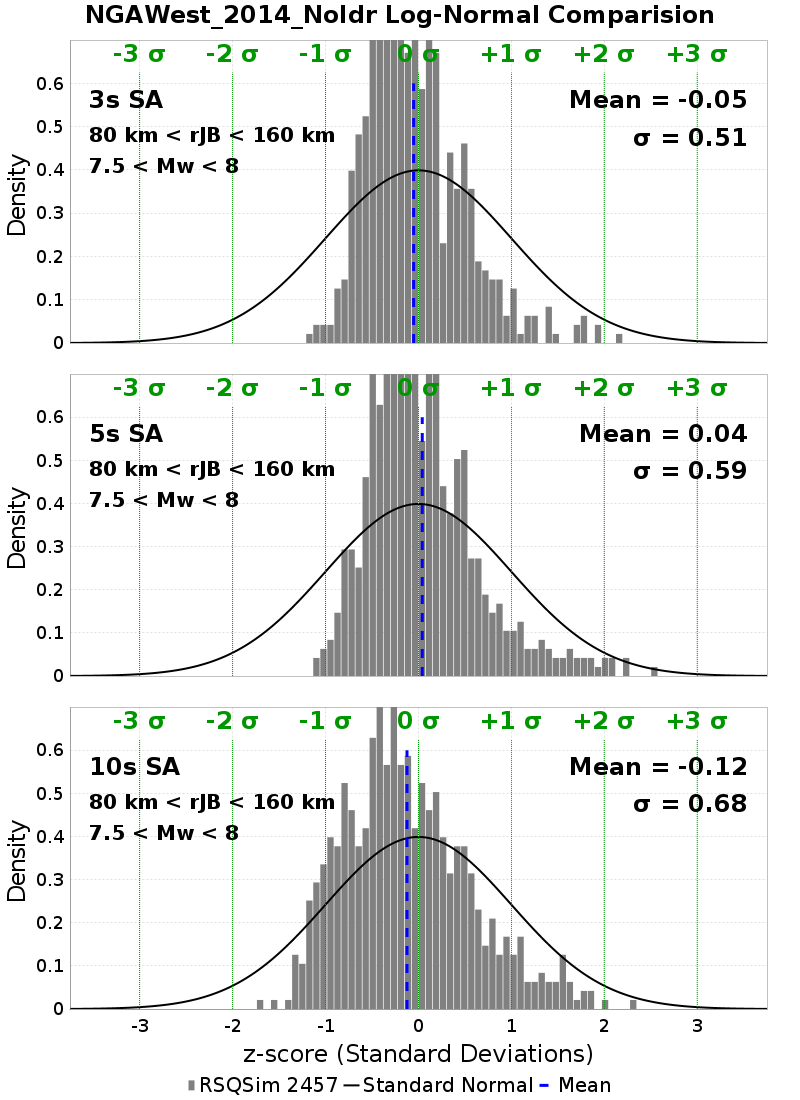 NGAWest_2014_NoIdr Log-Normal Comparision
-3 σ -2 σ -1 σ 0 σ +1 σ +2 σ +3 σ
3s SA
80 km < rJB < 160 km
7.5 < Mw < 8
Mean = -0.05
σ = 0.51
Density
0.6
0.5
0.4
0.3
0.2
0.1
0
-3 σ -2 σ -1 σ 0 σ +1 σ +2 σ +3 σ
5s SA
80 km < rJB < 160 km
7.5 < Mw < 8
Mean = 0.04
σ = 0.59
Density
0.6
0.5
0.4
0.3
0.2
0.1
0
-3 σ -2 σ -1 σ 0 σ +1 σ +2 σ +3 σ
10s SA
80 km < rJB < 160 km
7.5 < Mw < 8
Mean = -0.12
σ = 0.68
Density
0.6
0.5
0.4
0.3
0.2
0.1
0
-3 -2 -1 0 1 2 3
z-score (Standard Deviations)
RSQSim 2457 Standard Normal Mean